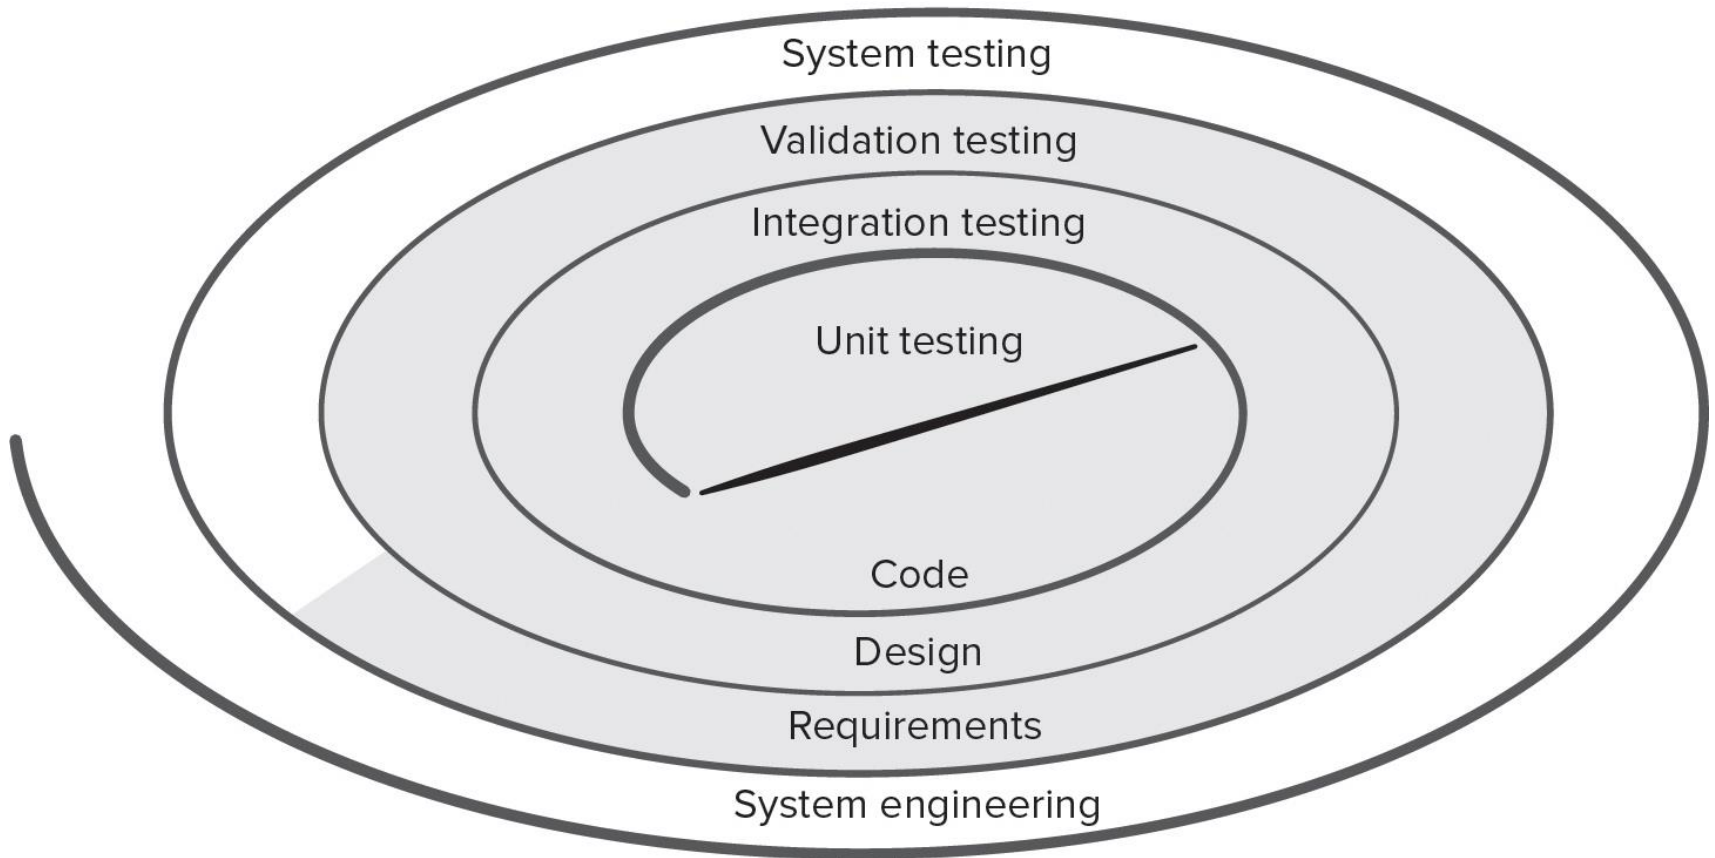 System testing
Validation testing
Integration testing
Unit testing
Code
Design
Requirements
System engineering